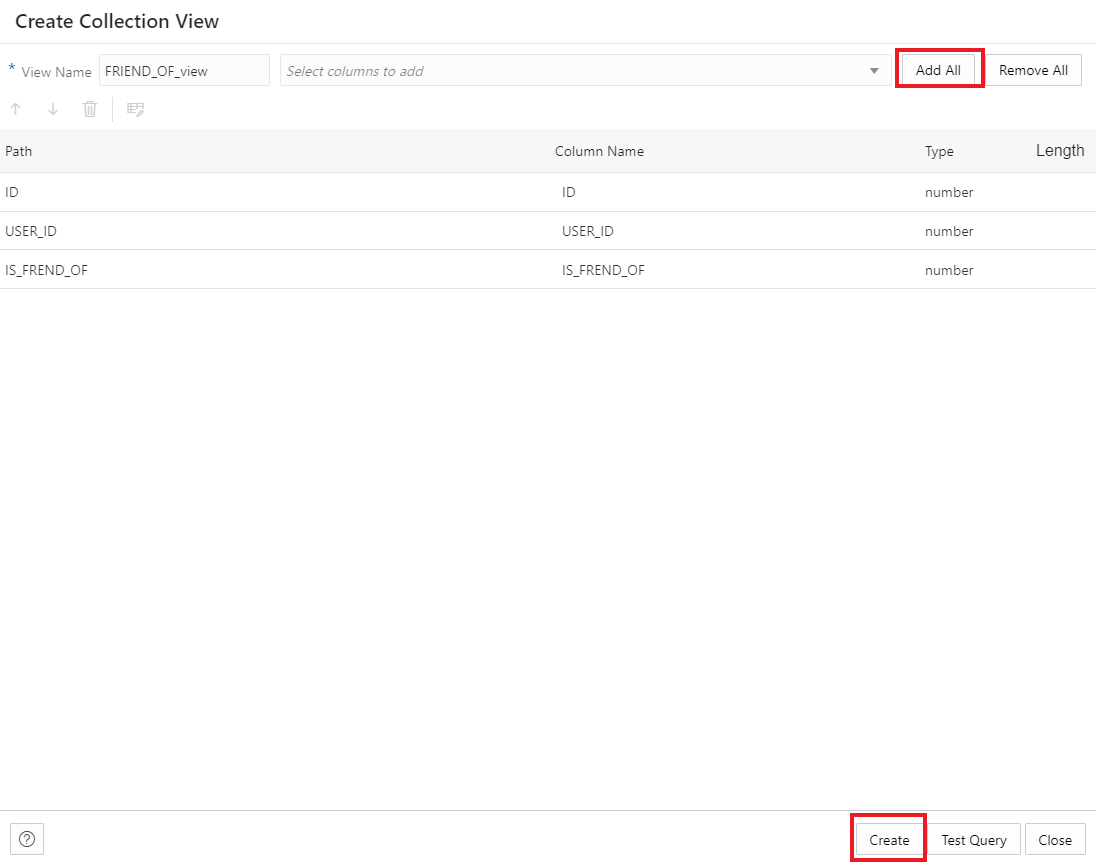 Create Collection View
* View Name FRIEND_OF_view Select columns to add Add All Remove All
Path Column Name Type Length
ID ID number
USER_ID USER_ID number
IS_FREND_OF IS_FREND_OF number
? Create Test Query Close